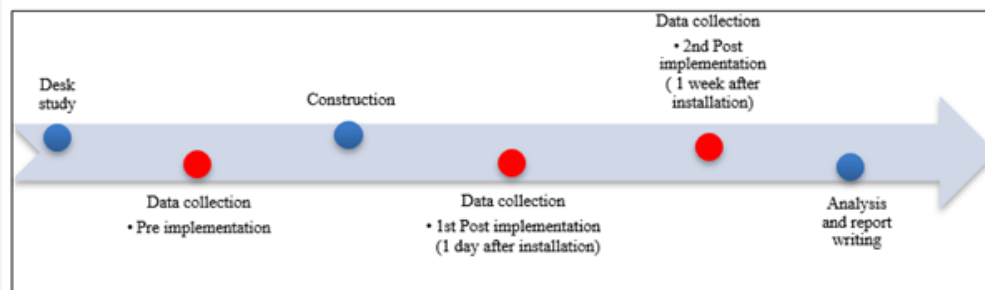 Desk
study
Data collection
• Pre implementation
Construction
Data collection
• 1st Post implementation
(1 day after installation)
Data collection
• 2nd Post
implementation
( 1 week after
installation)
Analysis
and report
writing